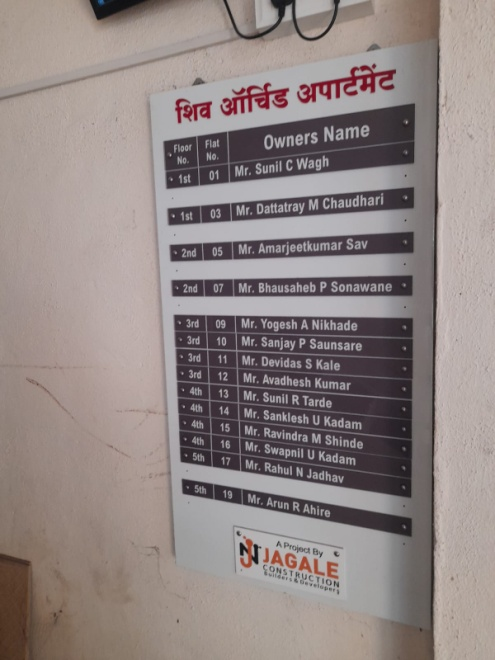 शिव ऑर्चिड अपार्टमेंट
Floor No. Flat No. Owners Name
1st 01 Mr. Sunil C Wagh
1st 03 Mr. Dattatray M Chaudhari
2nd 05 Mr. Amarjeetkumar Sav
2nd 07 Mr. Bhausaheb P Sonawane
3rd 09 Mr. Yogesh A Nikhade
3rd 10 Mr. Sanjay P Saunsare
3rd 11 Mr. Devidas S Kale
3rd 12 Mr. Avadhesh Kumar
4th 13 Mr. Sunil R Tarde
4th 14 Mr. Sanklesh U Kadam
4th 15 Mr. Ravindra M Shinde
4th 16 Mr. Swapnil U Kadam
5th 17 Mr. Rahul N Jadhav
5th 19 Mr. Arun R Ahire
A Project By
JAGALE
CONSTRUCTION
Builders & Developers